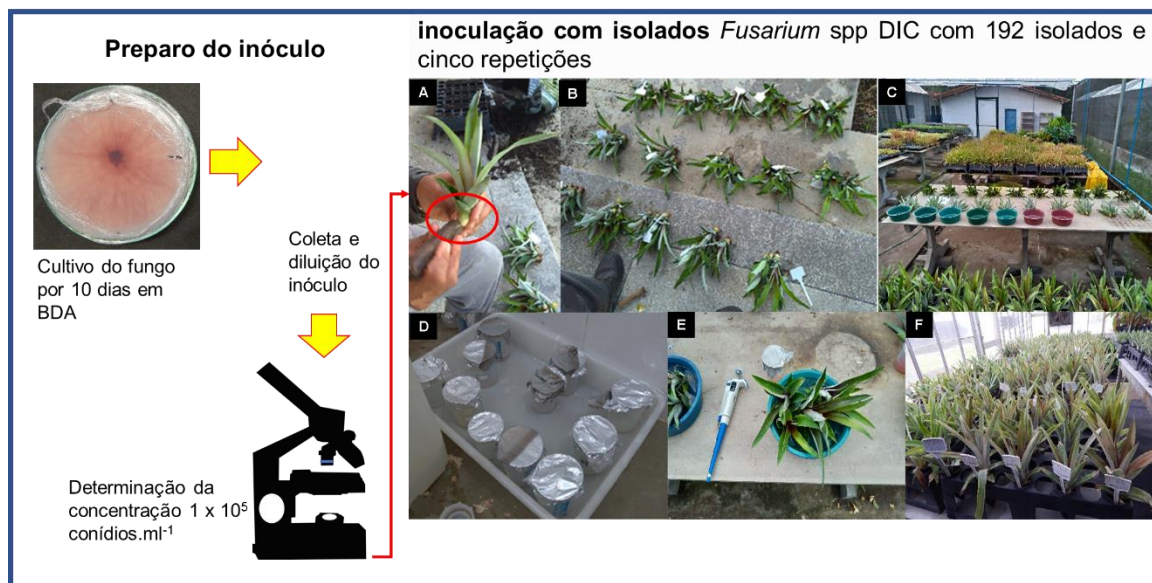 Preparo do inóculo
Cultivo do fungo
por 10 dias em
BDA
Coleta e
diluição do
inóculo
Determinação da
concentração 1 x 10⁵
conídios.ml⁻¹
inoculação com isolados Fusarium spp DIC com 192 isolados e
cinco repetições
A
B
C
D
E
F